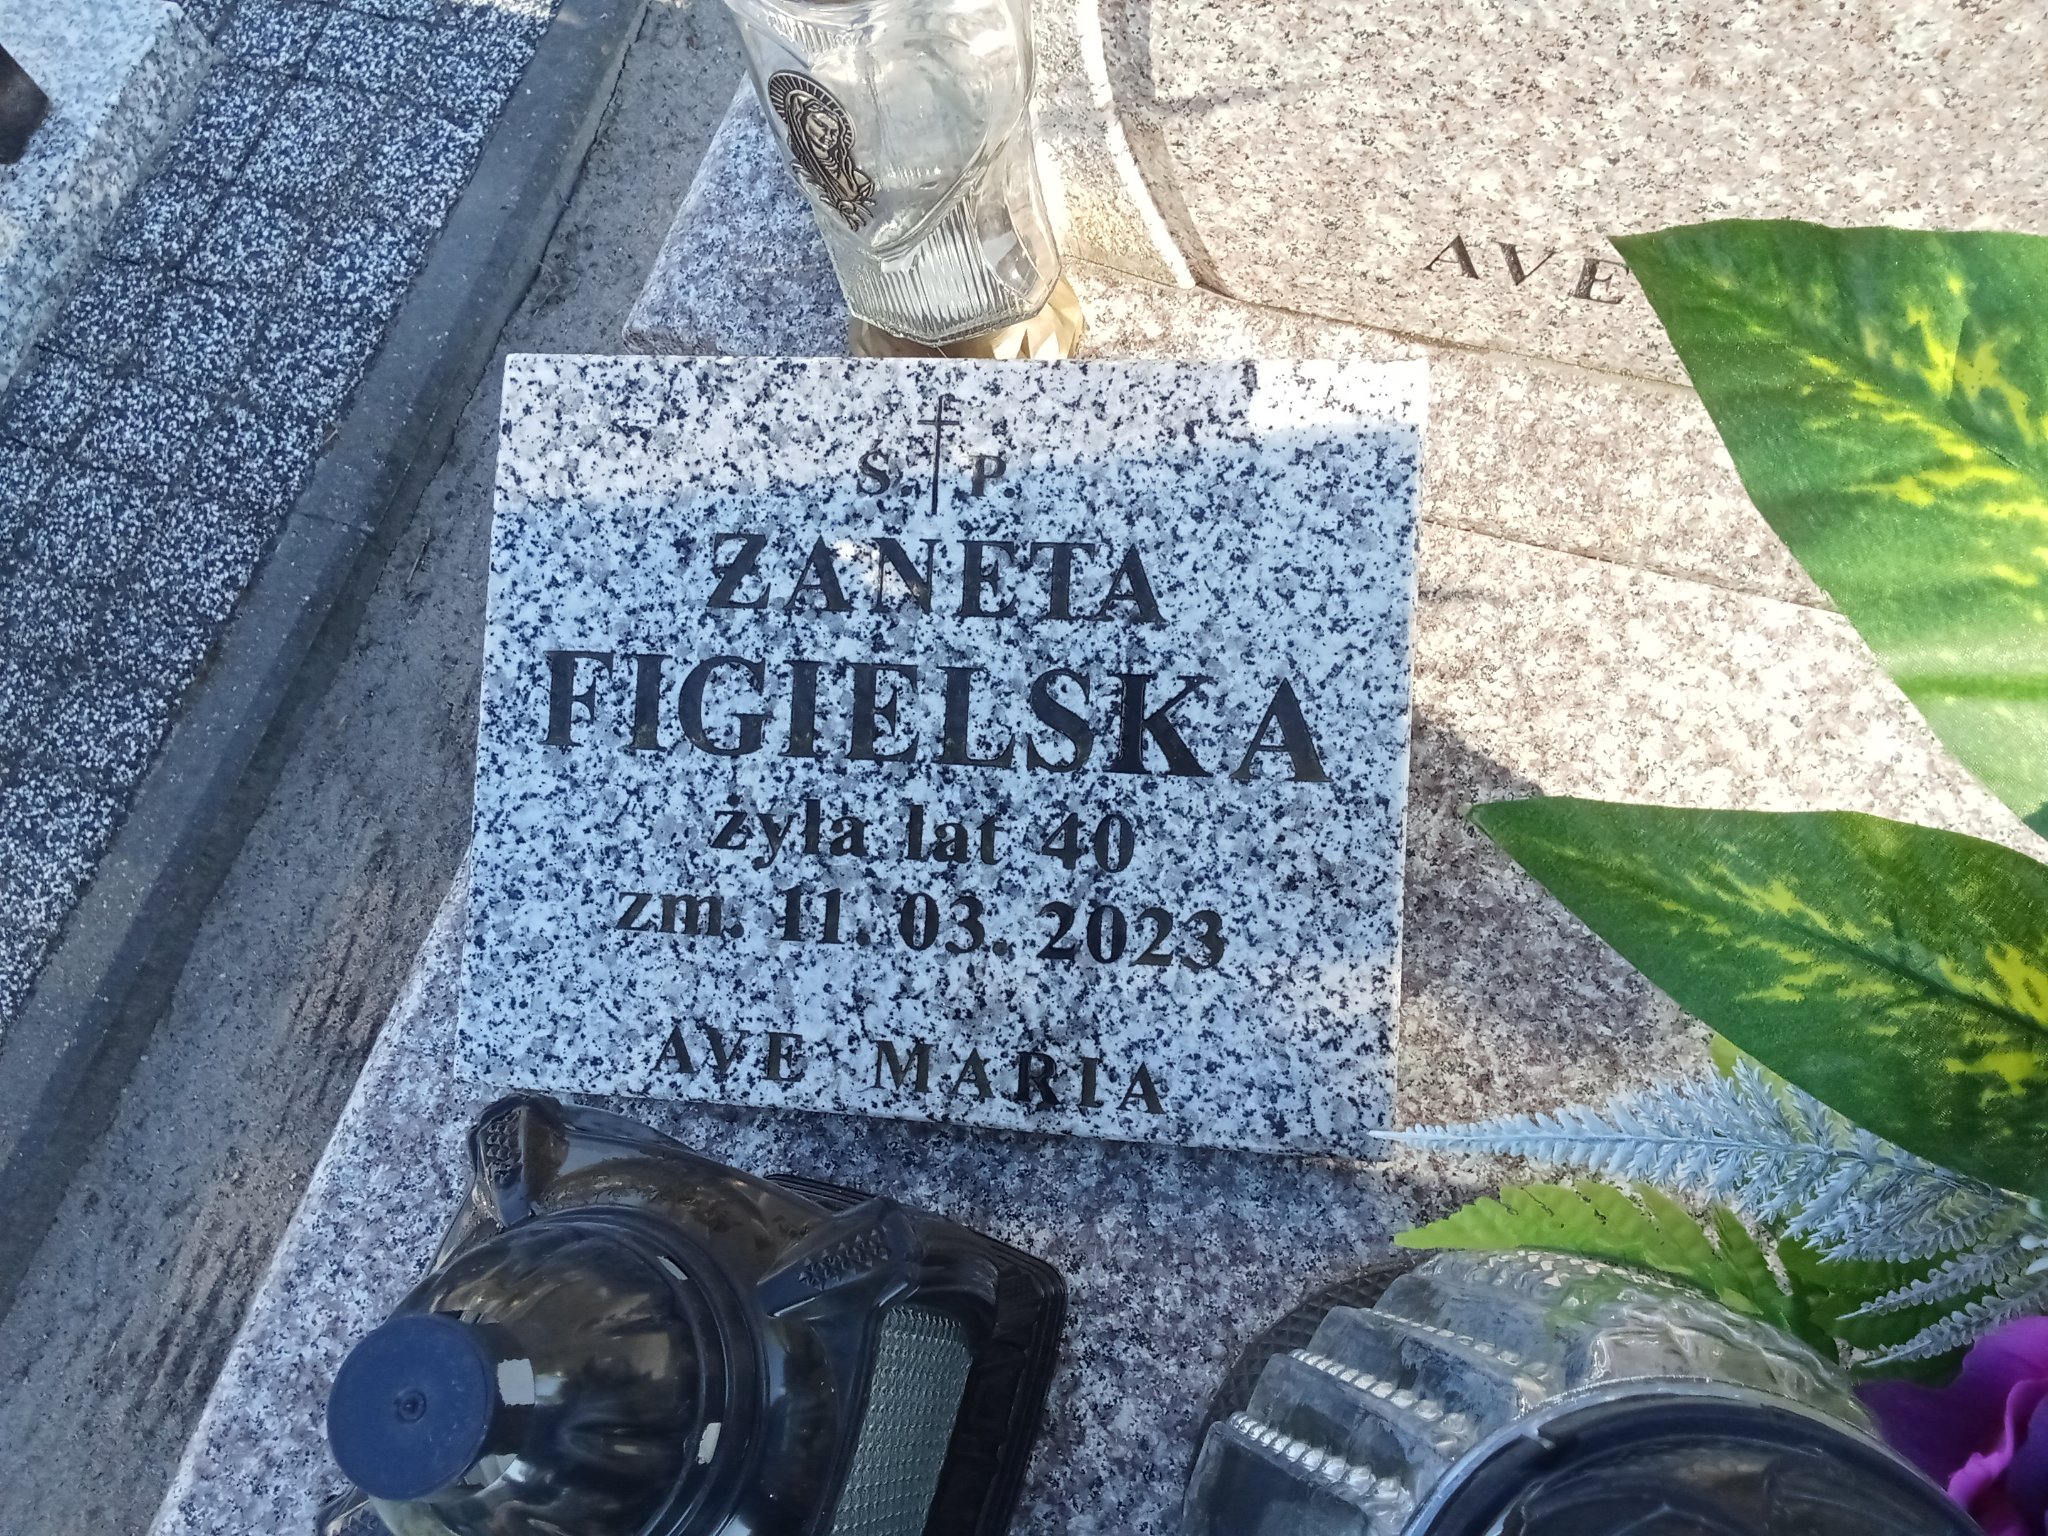 AVE
Ś. P.
ŻANETA
FIGIELSKA
żyła lat 40
zm. 11. 03. 2023
AVE MARIA